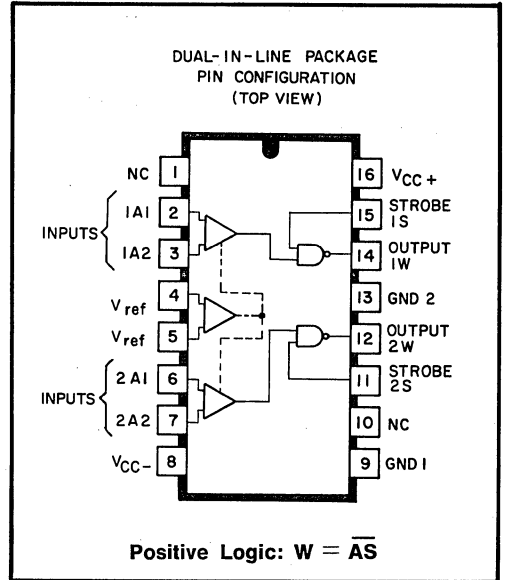 DUAL-IN-LINE PACKAGE
PIN CONFIGURATION
(TOP VIEW)
NC 1
16 VCC+
INPUTS
1A1 2
15 STROBE 1S
1A2 3
14 OUTPUT 1W
Vref 4
13 GND 2
Vref 5
12 OUTPUT 2W
INPUTS
2A1 6
11 STROBE 2S
2A2 7
10 NC
VCC- 8
9 GND 1
Positive Logic: W = A̅S̅